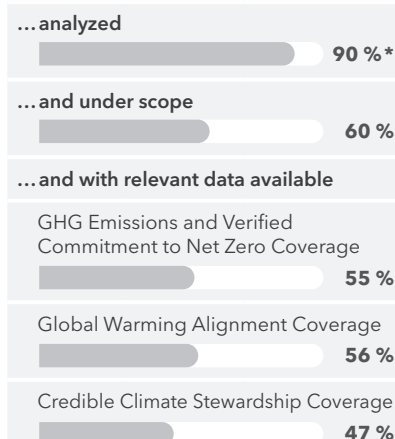 ...analyzed
90 %*
...and under scope
60 %
...and with relevant data available
GHG Emissions and Verified
Commitment to Net Zero Coverage
55 %
Global Warming Alignment Coverage
56 %
Credible Climate Stewardship Coverage
47 %